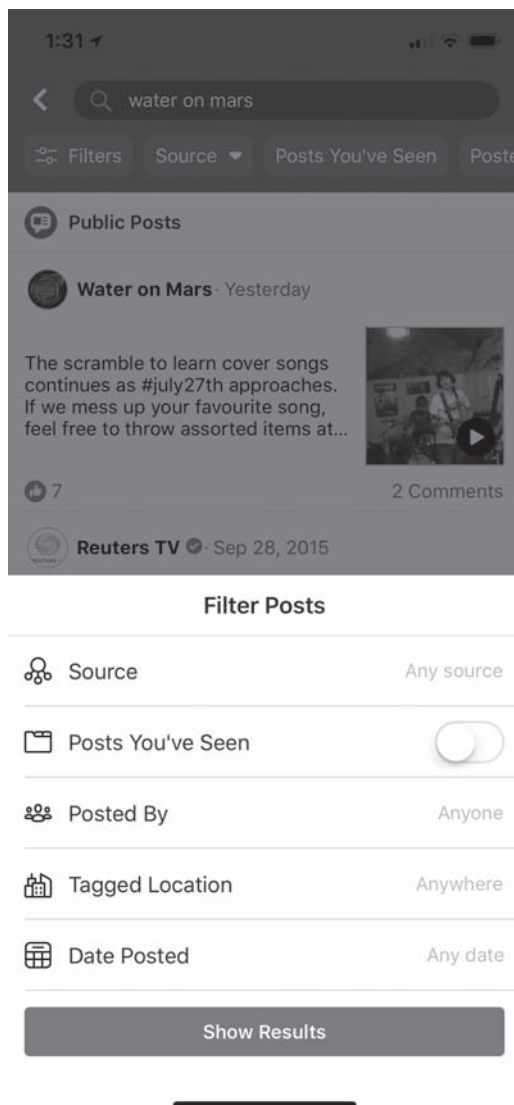 1:31
water on mars
Filters Source Posts You've Seen Poste
Public Posts
Water on Mars · Yesterday
The scramble to learn cover songs
continues as #july27th approaches.
If we mess up your favourite song,
feel free to throw assorted items at...
7 2 Comments
Reuters TV · Sep 28, 2015
Filter Posts
Source Any source
Posts You've Seen
Posted By Anyone
Tagged Location Anywhere
Date Posted Any date
Show Results